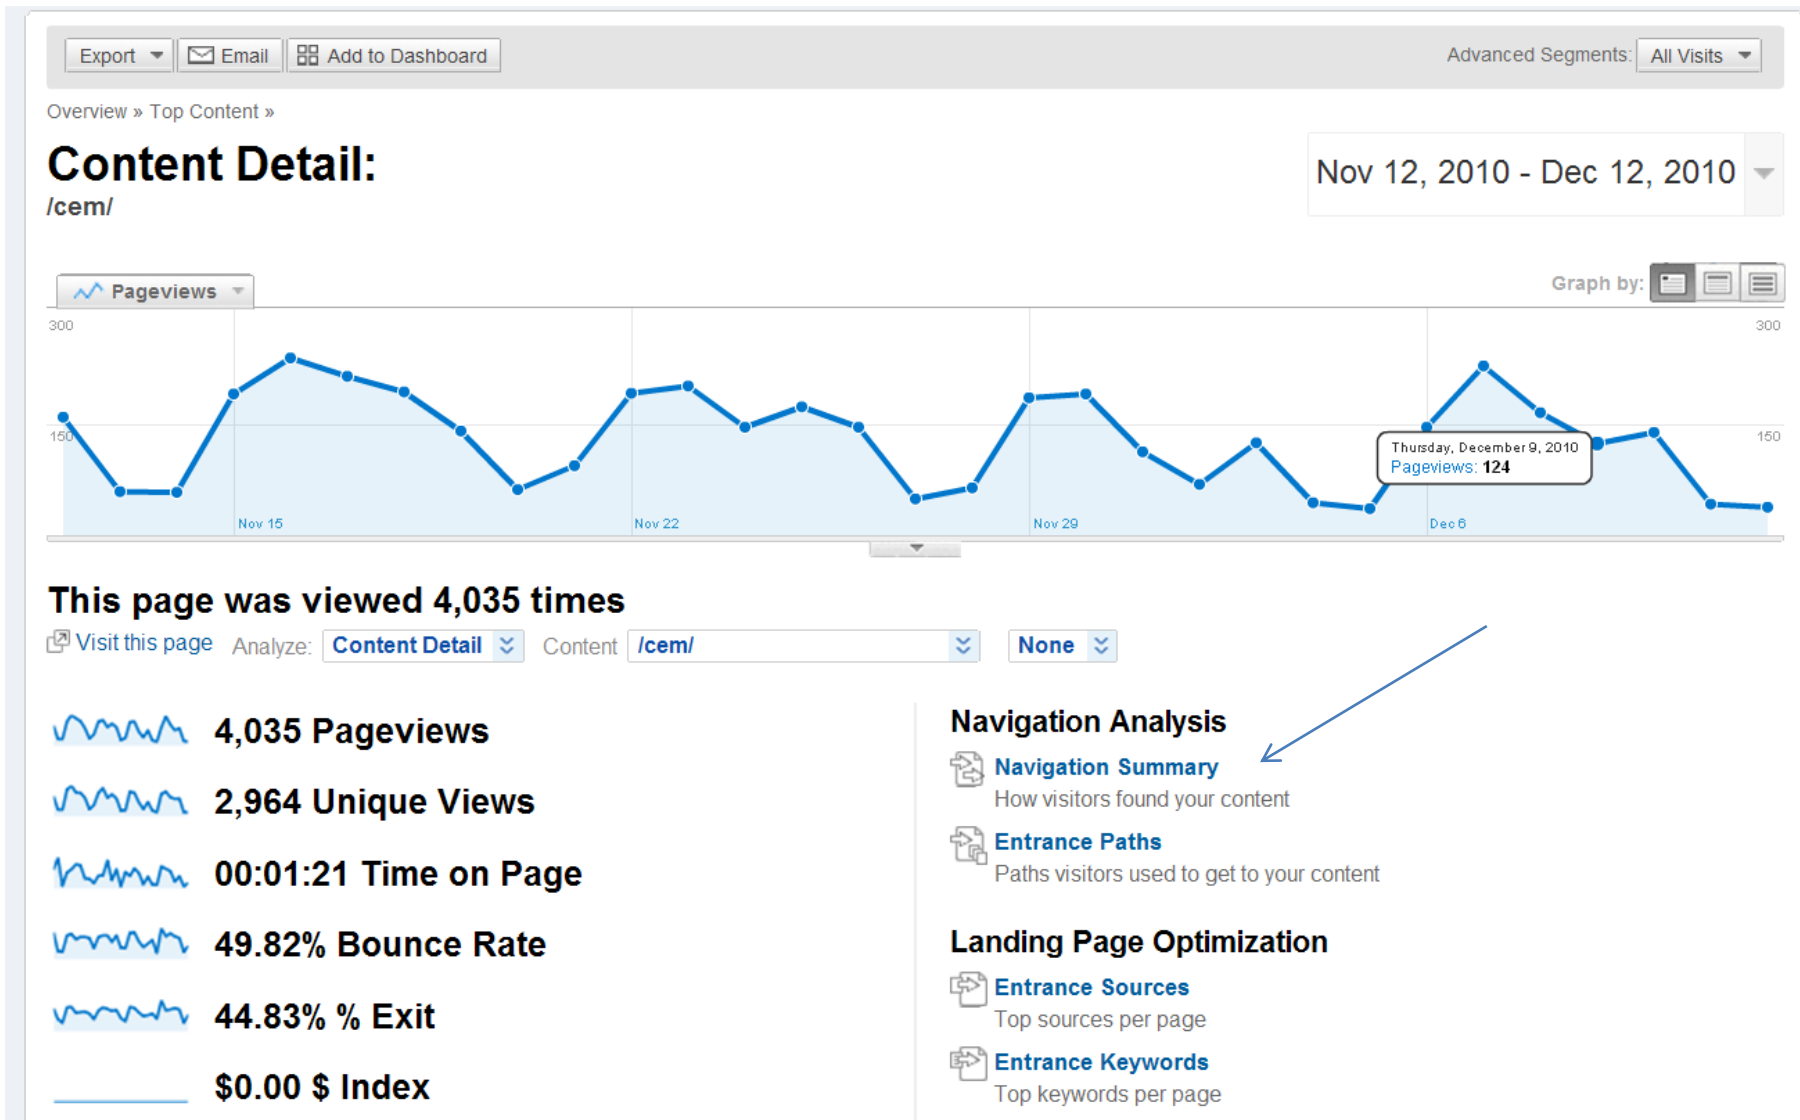 Export Email Add to Dashboard Advanced Segments: All Visits
Overview » Top Content »
Content Detail:
/cem/
Nov 12, 2010 - Dec 12, 2010
Pageviews
Graph by:
300 300
150 150
Thursday, December 9, 2010
Pageviews: 124
Nov 15 Nov 22 Nov 29 Dec 6
This page was viewed 4,035 times
Visit this page Analyze: Content Detail Content /cem/ None
4,035 Pageviews
2,964 Unique Views
00:01:21 Time on Page
49.82% Bounce Rate
44.83% % Exit
$0.00 $ Index
Navigation Analysis
Navigation Summary
How visitors found your content
Entrance Paths
Paths visitors used to get to your content
Landing Page Optimization
Entrance Sources
Top sources per page
Entrance Keywords
Top keywords per page